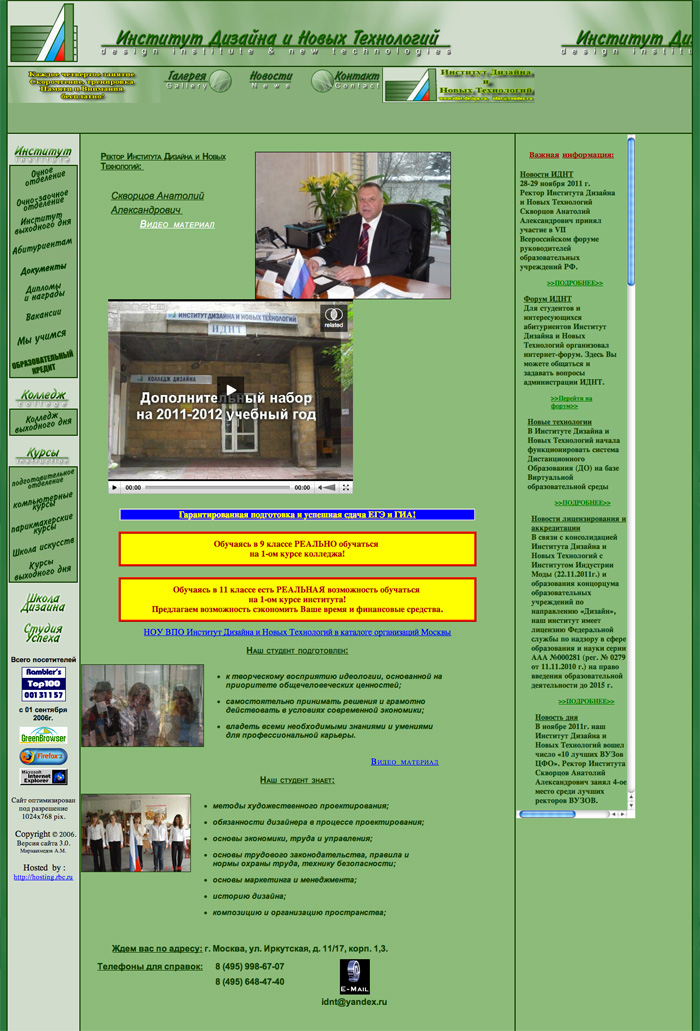 Институт Дизайна и Новых Технологий
design institute & new technologies
Институт Ди
design institu
Каждое четвертое занятие
Скорочтение, тренировка
Памяти и Внимания
бесплатно!
Галерея
Gallery
Новости
News
Контакт
Contact
Институт Дизайна
и
Новых Технологий
Институт
institute
Очное
отделение
Очно-заочное
отделение
Институт
выходного дня
Абитуриентам
Документы
Дипломы
и награды
Вакансии
Мы учимся
ОБРАЗОВАТЕЛЬНЫЙ
КРЕДИТ
Колледж
college
Колледж
выходного дня
Курсы
подготовительное
отделение
компьютерные
курсы
парикмахерские
курсы
Школа искусств
Курсы
выходного дня
Школа
Дизайна
Студия
Успеха
Всего посетителей
Rambler's
Top100
00131157
с 01 сентября
2006г.
GreenBrowser
Firefox 2
Microsoft
Internet
Explorer
Сайт оптимизирован
под разрешение
1024x768 pix.
Copyright © 2006.
Версия сайта 3.0.
Мирзамхедов А.М.
Hosted by :
http://hosting.rbc.ru
Ректор Института Дизайна и Новых
Технологий:
Скворцов Анатолий
Александрович
Видео материал
ИНСТИТУТ ДИЗАЙНА И НОВЫХ ТЕХНОЛОГИЙ
ИДНТ
related
КОЛЛЕДЖ ДИЗАЙНА
Дополнительный набор
на 2011-2012 учебный год
00:00
00:00
Гарантированная подготовка и успешная сдача ЕГЭ и ГИА!
Обучаясь в 9 классе РЕАЛЬНО обучаться
на 1-ом курсе колледжа!
Обучаясь в 11 классе есть РЕАЛЬНАЯ возможность обучаться
на 1-ом курсе института!
Предлагаем возможность сэкономить Ваше время и финансовые средства.
НОУ ВПО Институт Дизайна и Новых Технологий в каталоге организаций Москвы
Наш студент подготовлен:
к творческому восприятию идеологии, основанной на
приоритете общечеловеческих ценностей;
самостоятельно принимать решения и грамотно
действовать в условиях современной экономики;
владеть всеми необходимыми знаниями и умениями
для профессиональной карьеры.
Видео материал
Наш студент знает:
методы художественного проектирования;
обязанности дизайнера в процессе проектирования;
основы экономики, труда и управления;
основы трудового законодательства, правила и
нормы охраны труда, технику безопасности;
основы маркетинга и менеджмента;
историю дизайна;
композицию и организацию пространства;
Ждем вас по адресу: г. Москва, ул. Иркутская, д. 11/17, корп. 1,3.
Телефоны для справок: 8 (495) 998-67-07
8 (495) 648-47-40
E-MAIL
idnt@yandex.ru
Важная информация:
Новости ИДНТ
28-29 ноября 2011 г.
Ректор Института Дизайна
и Новых Технологий
Скворцов Анатолий
Александрович принял
участие в VII
Всероссийском форуме
руководителей
образовательных
учреждений РФ.
>>ПОДРОБНЕЕ>>
Форум ИДНТ
Для студентов и
интересующихся
абитуриентов Институт
Дизайна и Новых
Технологий организовал
интернет-форум. Здесь Вы
можете общаться и
задавать вопросы
администрации ИДНТ.
>>Перейти на
форум>>
Новые технологии
В Институте Дизайна и
Новых Технологий начала
функционировать система
Дистанционного
Образования (ДО) на базе
Виртуальной
образовательной среды
>>ПОДРОБНЕЕ>>
Новости лицензирования и
аккредитации
В связи с консолидацией
Института Дизайна и
Новых Технологий с
Институтом Индустрии
Моды (22.11.2011г.) и
образования концорцума
образовательных
учреждений по
направлению «Дизайн»,
наш институт имеет
лицензию Федеральной
службы по надзору в сфере
образования и науки серии
ААА №000281 (рег. № 0279
от 11.11.2010 г.) на право
введения образовательной
деятельности до 2015 г.
>>ПОДРОБНЕЕ>>
Новость дня
В ноябре 2011г. наш
Институт Дизайна и
Новых Технологий вошел
число «10 лучших ВУЗов
ЦФО». Ректор Института
Скворцов Анатолий
Александрович занял 4-ое
место среди лучших
ректоров ВУЗОВ.